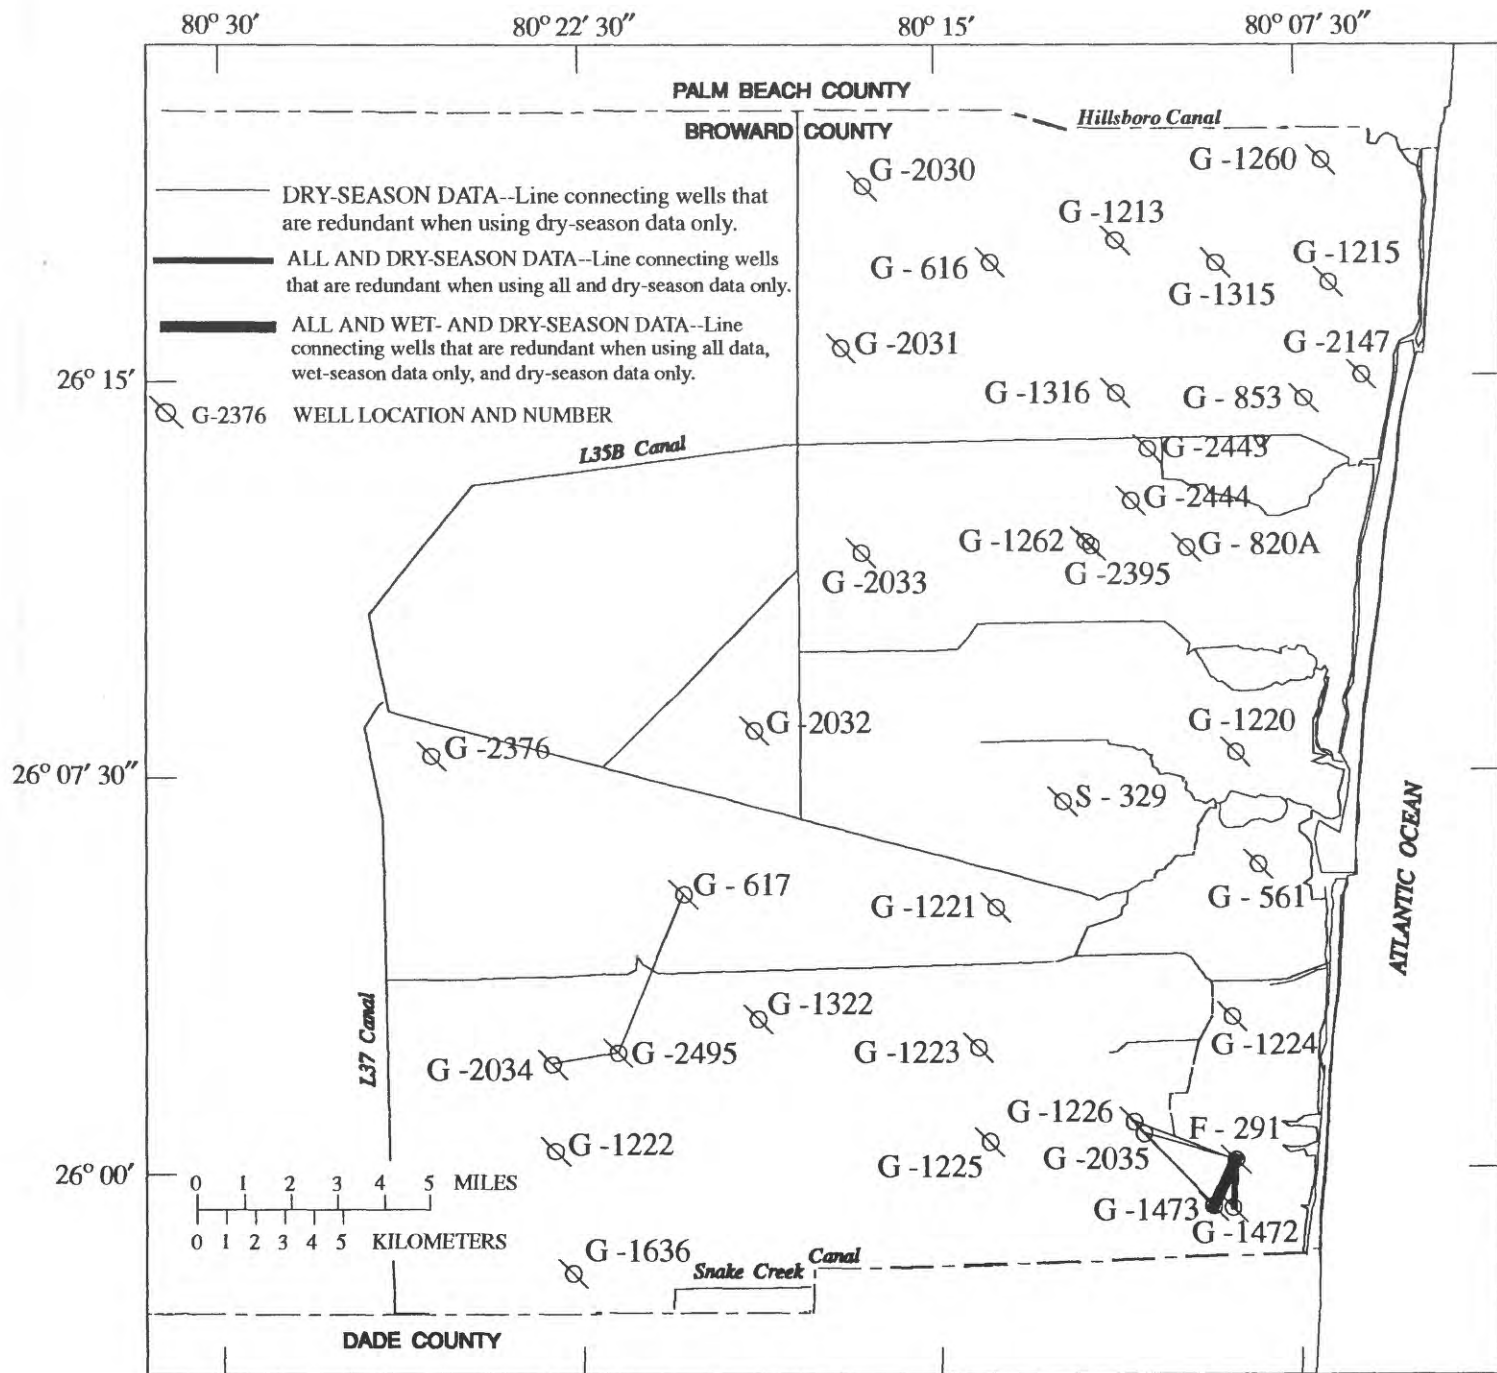 80° 30′ 80° 22′ 30″ 80° 15′ 80° 07′ 30″
PALM BEACH COUNTY
Hillsboro Canal
BROWARD COUNTY
DRY-SEASON DATA--Line connecting wells that
are redundant when using dry-season data only.
ALL AND DRY-SEASON DATA--Line connecting wells
that are redundant when using all and dry-season data only.
ALL AND WET- AND DRY-SEASON DATA--Line
connecting wells that are redundant when using all data,
wet-season data only, and dry-season data only.
G-2376 WELL LOCATION AND NUMBER
G -2030
G -1260
G -1213
G - 616
G -1215
G -1315
G -2031
G -2147
26° 15′
G -1316
G - 853
L35B Canal
G -2443
G -2444
G -1262
G - 820A
G -2395
G -2033
G -1220
G -2032
G -2376
26° 07′ 30″
S - 329
ATLANTIC OCEAN
G - 617
G - 561
G -1221
G -1322
G -1224
L37 Canal
G -2034
G -2495
G -1223
G -1226
F - 291
G -1222
G -1225
G -2035
26° 00′
0 1 2 3 4 5 MILES
0 1 2 3 4 5 KILOMETERS
G -1473
G -1472
G -1636
Snake Creek Canal
DADE COUNTY